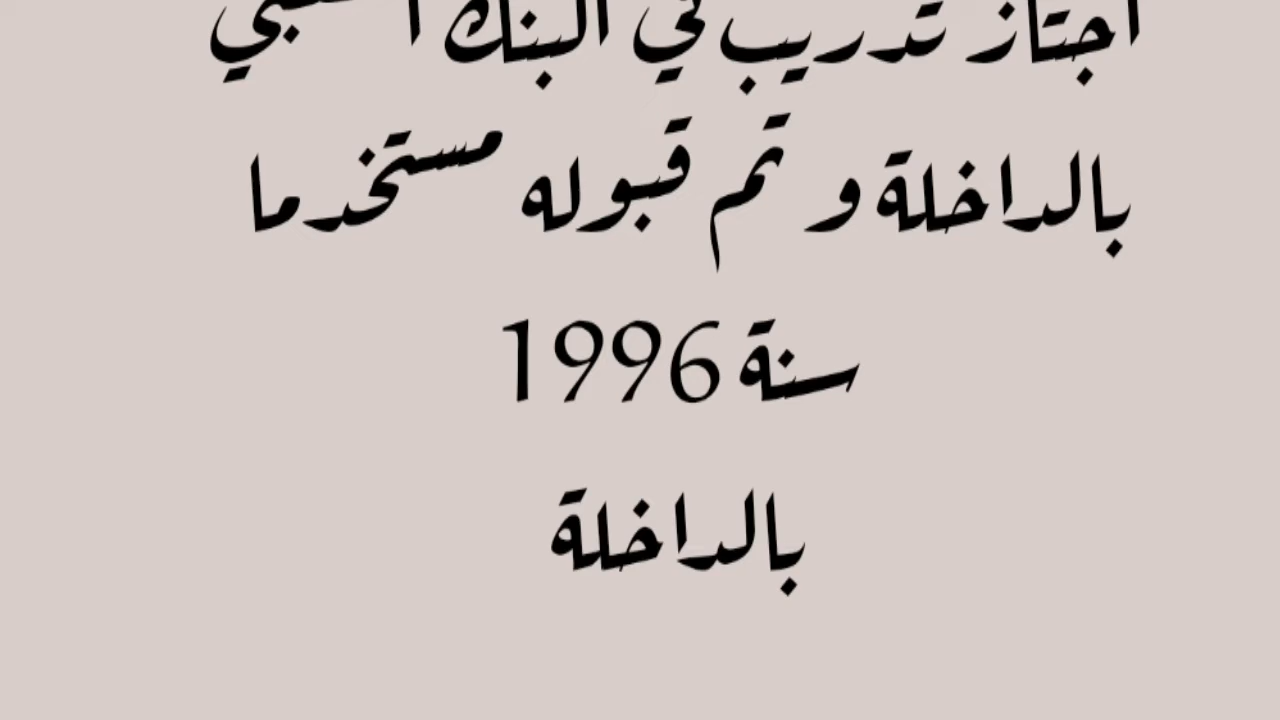 اجتاز تدريب في البنك
بالداخلة و تم قبوله مستخدما
سنة 1996
بالداخلة